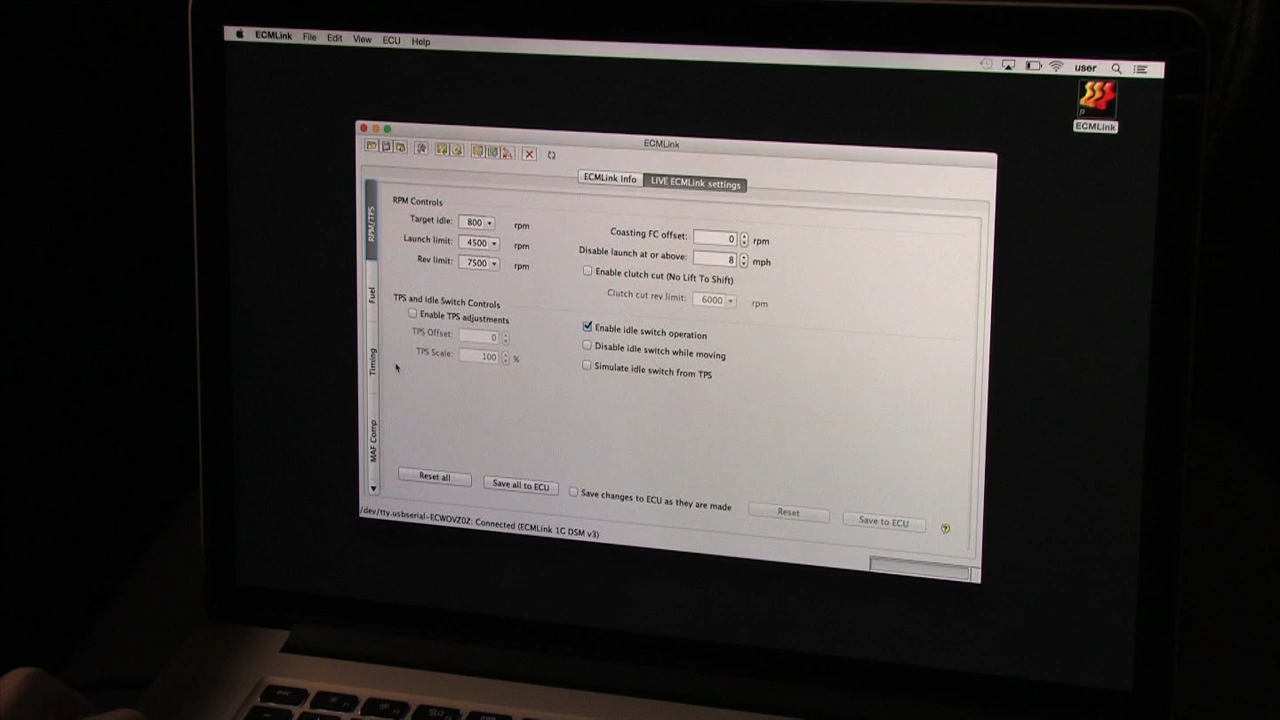 ECMLink File Edit View ECU Help
user
ECMLink
ECMLink
ECMLink Info LIVE ECMLink settings
RPM/TPS
Fuel
Timing
MAF Comp
RPM Controls
Target idle: 800 rpm
Launch limit: 4500 rpm
Rev limit: 7500 rpm
Coasting FC offset: 0 rpm
Disable launch at or above: 8 mph
Enable clutch cut (No Lift To Shift)
Clutch cut rev limit: 6000 rpm
TPS and Idle Switch Controls
Enable TPS adjustments
TPS Offset: 0
TPS Scale: 100 %
Enable idle switch operation
Disable idle switch while moving
Simulate idle switch from TPS
Reset all Save all to ECU Save changes to ECU as they are made Reset Save to ECU ?
/dev/tty.usbserial-ECWOVZ0Z: Connected (ECMLink 1G DSM v3)
esc